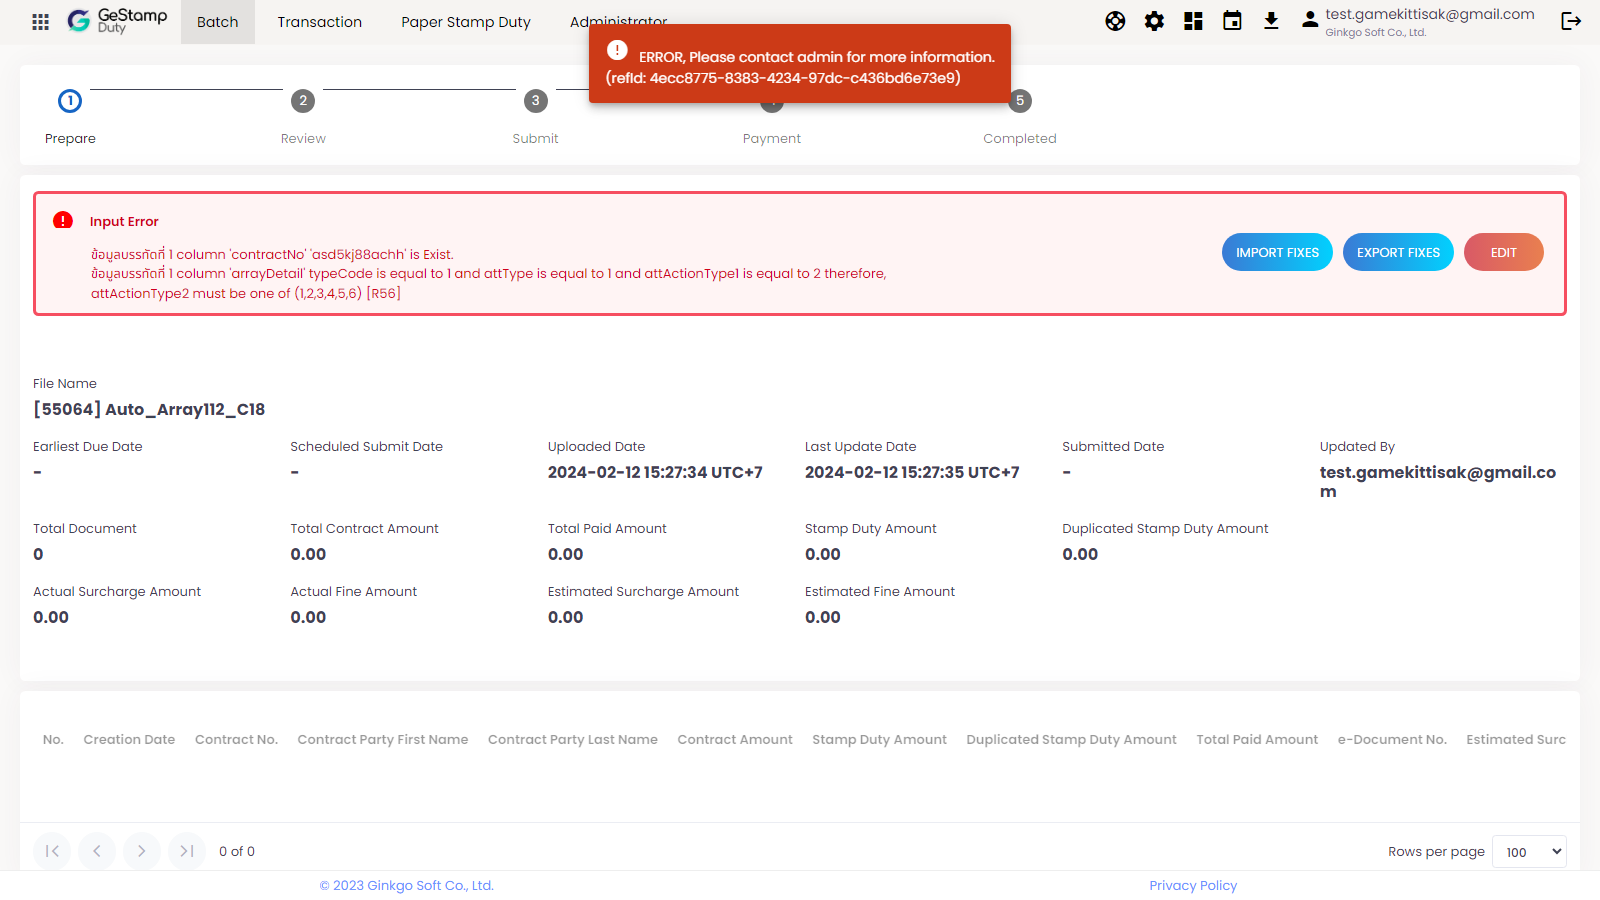 GeStamp
Duty
Batch
Transaction
Paper Stamp Duty
Administrator
test.gamekittisak@gmail.com
Ginkgo Soft Co., Ltd.
ERROR, Please contact admin for more information.
(refId: 4ecc8775-8383-4234-97dc-c436bd6e73e9)
1
2
3
5
Prepare
Review
Submit
Payment
Completed
Input Error
ข้อมูลบรรทัดที่ 1 column 'contractNo' 'asd5kj88achh' is Exist.
ข้อมูลบรรทัดที่ 1 column 'arrayDetail' typeCode is equal to 1 and attType is equal to 1 and attActionType1 is equal to 2 therefore,
attActionType2 must be one of (1,2,3,4,5,6) [R56]
IMPORT FIXES
EXPORT FIXES
EDIT
File Name
[55064] Auto_Array112_C18
Earliest Due Date
Scheduled Submit Date
Uploaded Date
Last Update Date
Submitted Date
Updated By
-
-
2024-02-12 15:27:34 UTC+7
2024-02-12 15:27:35 UTC+7
-
test.gamekittisak@gmail.co
m
Total Document
Total Contract Amount
Total Paid Amount
Stamp Duty Amount
Duplicated Stamp Duty Amount
0
0.00
0.00
0.00
0.00
Actual Surcharge Amount
Actual Fine Amount
Estimated Surcharge Amount
Estimated Fine Amount
0.00
0.00
0.00
0.00
No.
Creation Date
Contract No.
Contract Party First Name
Contract Party Last Name
Contract Amount
Stamp Duty Amount
Duplicated Stamp Duty Amount
Total Paid Amount
e-Document No.
Estimated Surc
0 of 0
Rows per page
100
© 2023 Ginkgo Soft Co., Ltd.
Privacy Policy